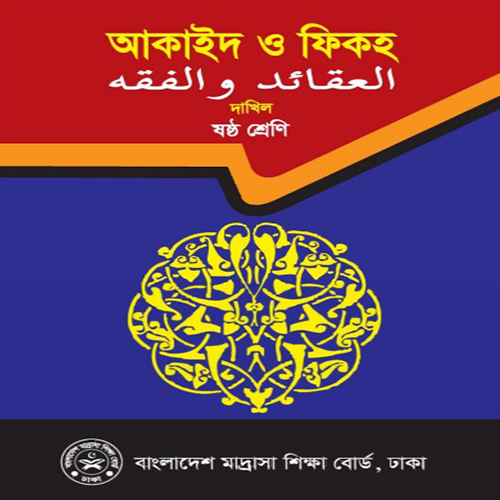 আকাইদ ও ফিকহ
العقائد والفقه
দাখিল
ষষ্ঠ শ্রেণি
বাংলাদেশ মাদ্রাসা শিক্ষা বোর্ড
ঢাকা
বাংলাদেশ মাদ্রাসা শিক্ষা বোর্ড, ঢাকা